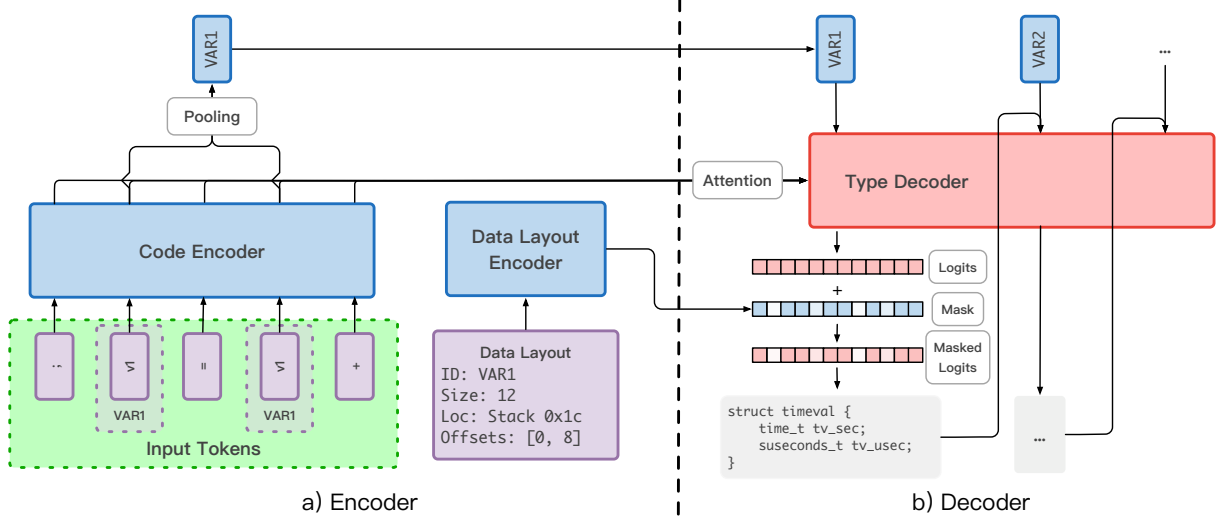 VAR1
Pooling
Code Encoder
;
v1
=
v1
+
VAR1
VAR1
Input Tokens
Data Layout
Encoder
Data Layout
ID: VAR1
Size: 12
Loc: Stack 0x1c
Offsets: [0, 8]
a) Encoder
VAR1
VAR2
...
Attention
Type Decoder
Logits
+
Mask
Masked
Logits
struct timeval {
time_t tv_sec;
suseconds_t tv_usec;
}
...
b) Decoder